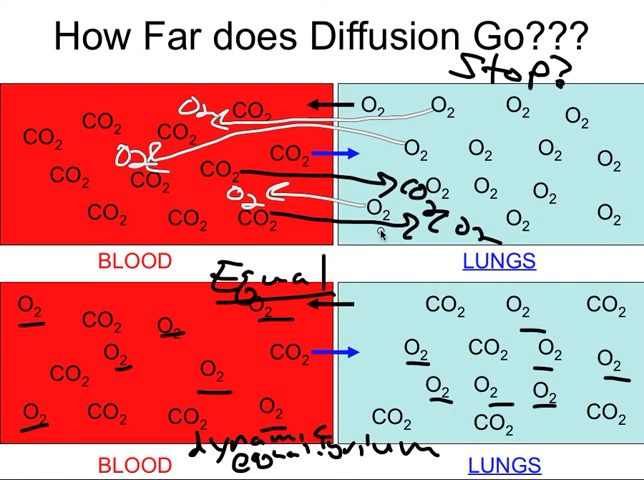 How Far does Diffusion Go???
Stop?
O₂ CO₂ O₂ O₂ O₂ O₂
CO₂ CO₂ CO₂
O₂ CO₂ O₂ O₂ O₂ O₂
CO₂ CO₂ CO₂
O₂ CO₂ O₂ O₂
CO₂ CO₂ CO₂ O₂ O₂ O₂
O₂
BLOOD LUNGS
Equal
O₂ CO₂ O₂ O₂ CO₂ O₂ CO₂
O₂ CO₂ O₂ CO₂ O₂ O₂
CO₂ O₂ O₂ O₂ O₂
O₂ CO₂ CO₂ O₂ CO₂ CO₂ CO₂
dynamic
equilibrium
BLOOD LUNGS